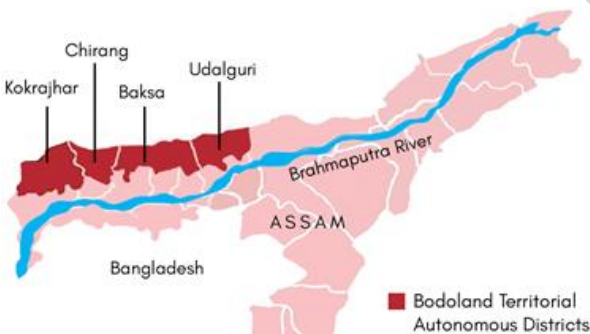 Chirang
Kokrajhar
Baksa
Udalguri
Brahmaputra River
ASSAM
Bangladesh
Bodoland Territorial
Autonomous Districts